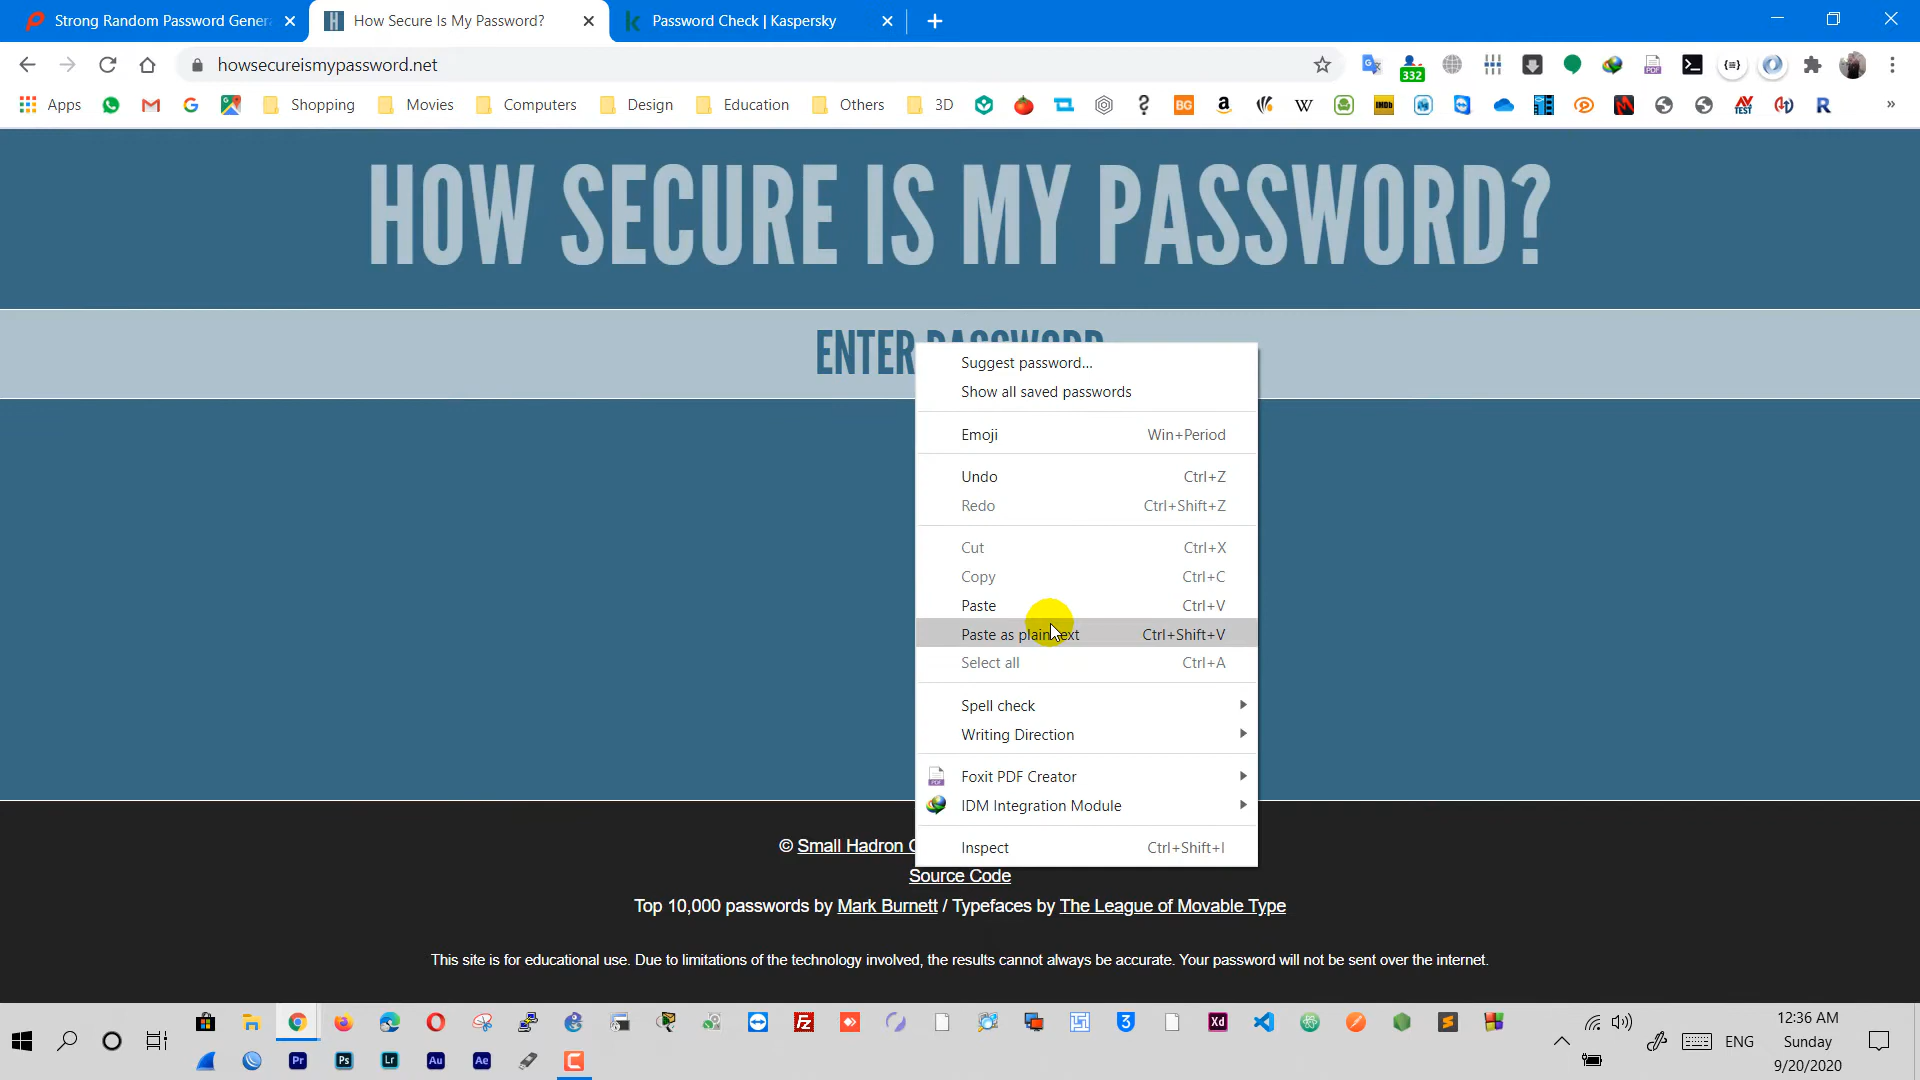 Strong Random Password Genera
How Secure Is My Password?
Password Check | Kaspersky
howsecureismypassword.net
332
Apps
Shopping
Movies
Computers
Design
Education
Others
3D
HOW SECURE IS MY PASSWORD?
ENTER PASSWORD
Suggest password...
Show all saved passwords
Emoji Win+Period
Undo Ctrl+Z
Redo Ctrl+Shift+Z
Cut Ctrl+X
Copy Ctrl+C
Paste Ctrl+V
Paste as plain text Ctrl+Shift+V
Select all Ctrl+A
Spell check
Writing Direction
Foxit PDF Creator
IDM Integration Module
Inspect Ctrl+Shift+I
© Small Hadron
Source Code
Top 10,000 passwords by Mark Burnett / Typefaces by The League of Movable Type
This site is for educational use. Due to limitations of the technology involved, the results cannot always be accurate. Your password will not be sent over the internet.
12:36 AM
ENG Sunday
9/20/2020